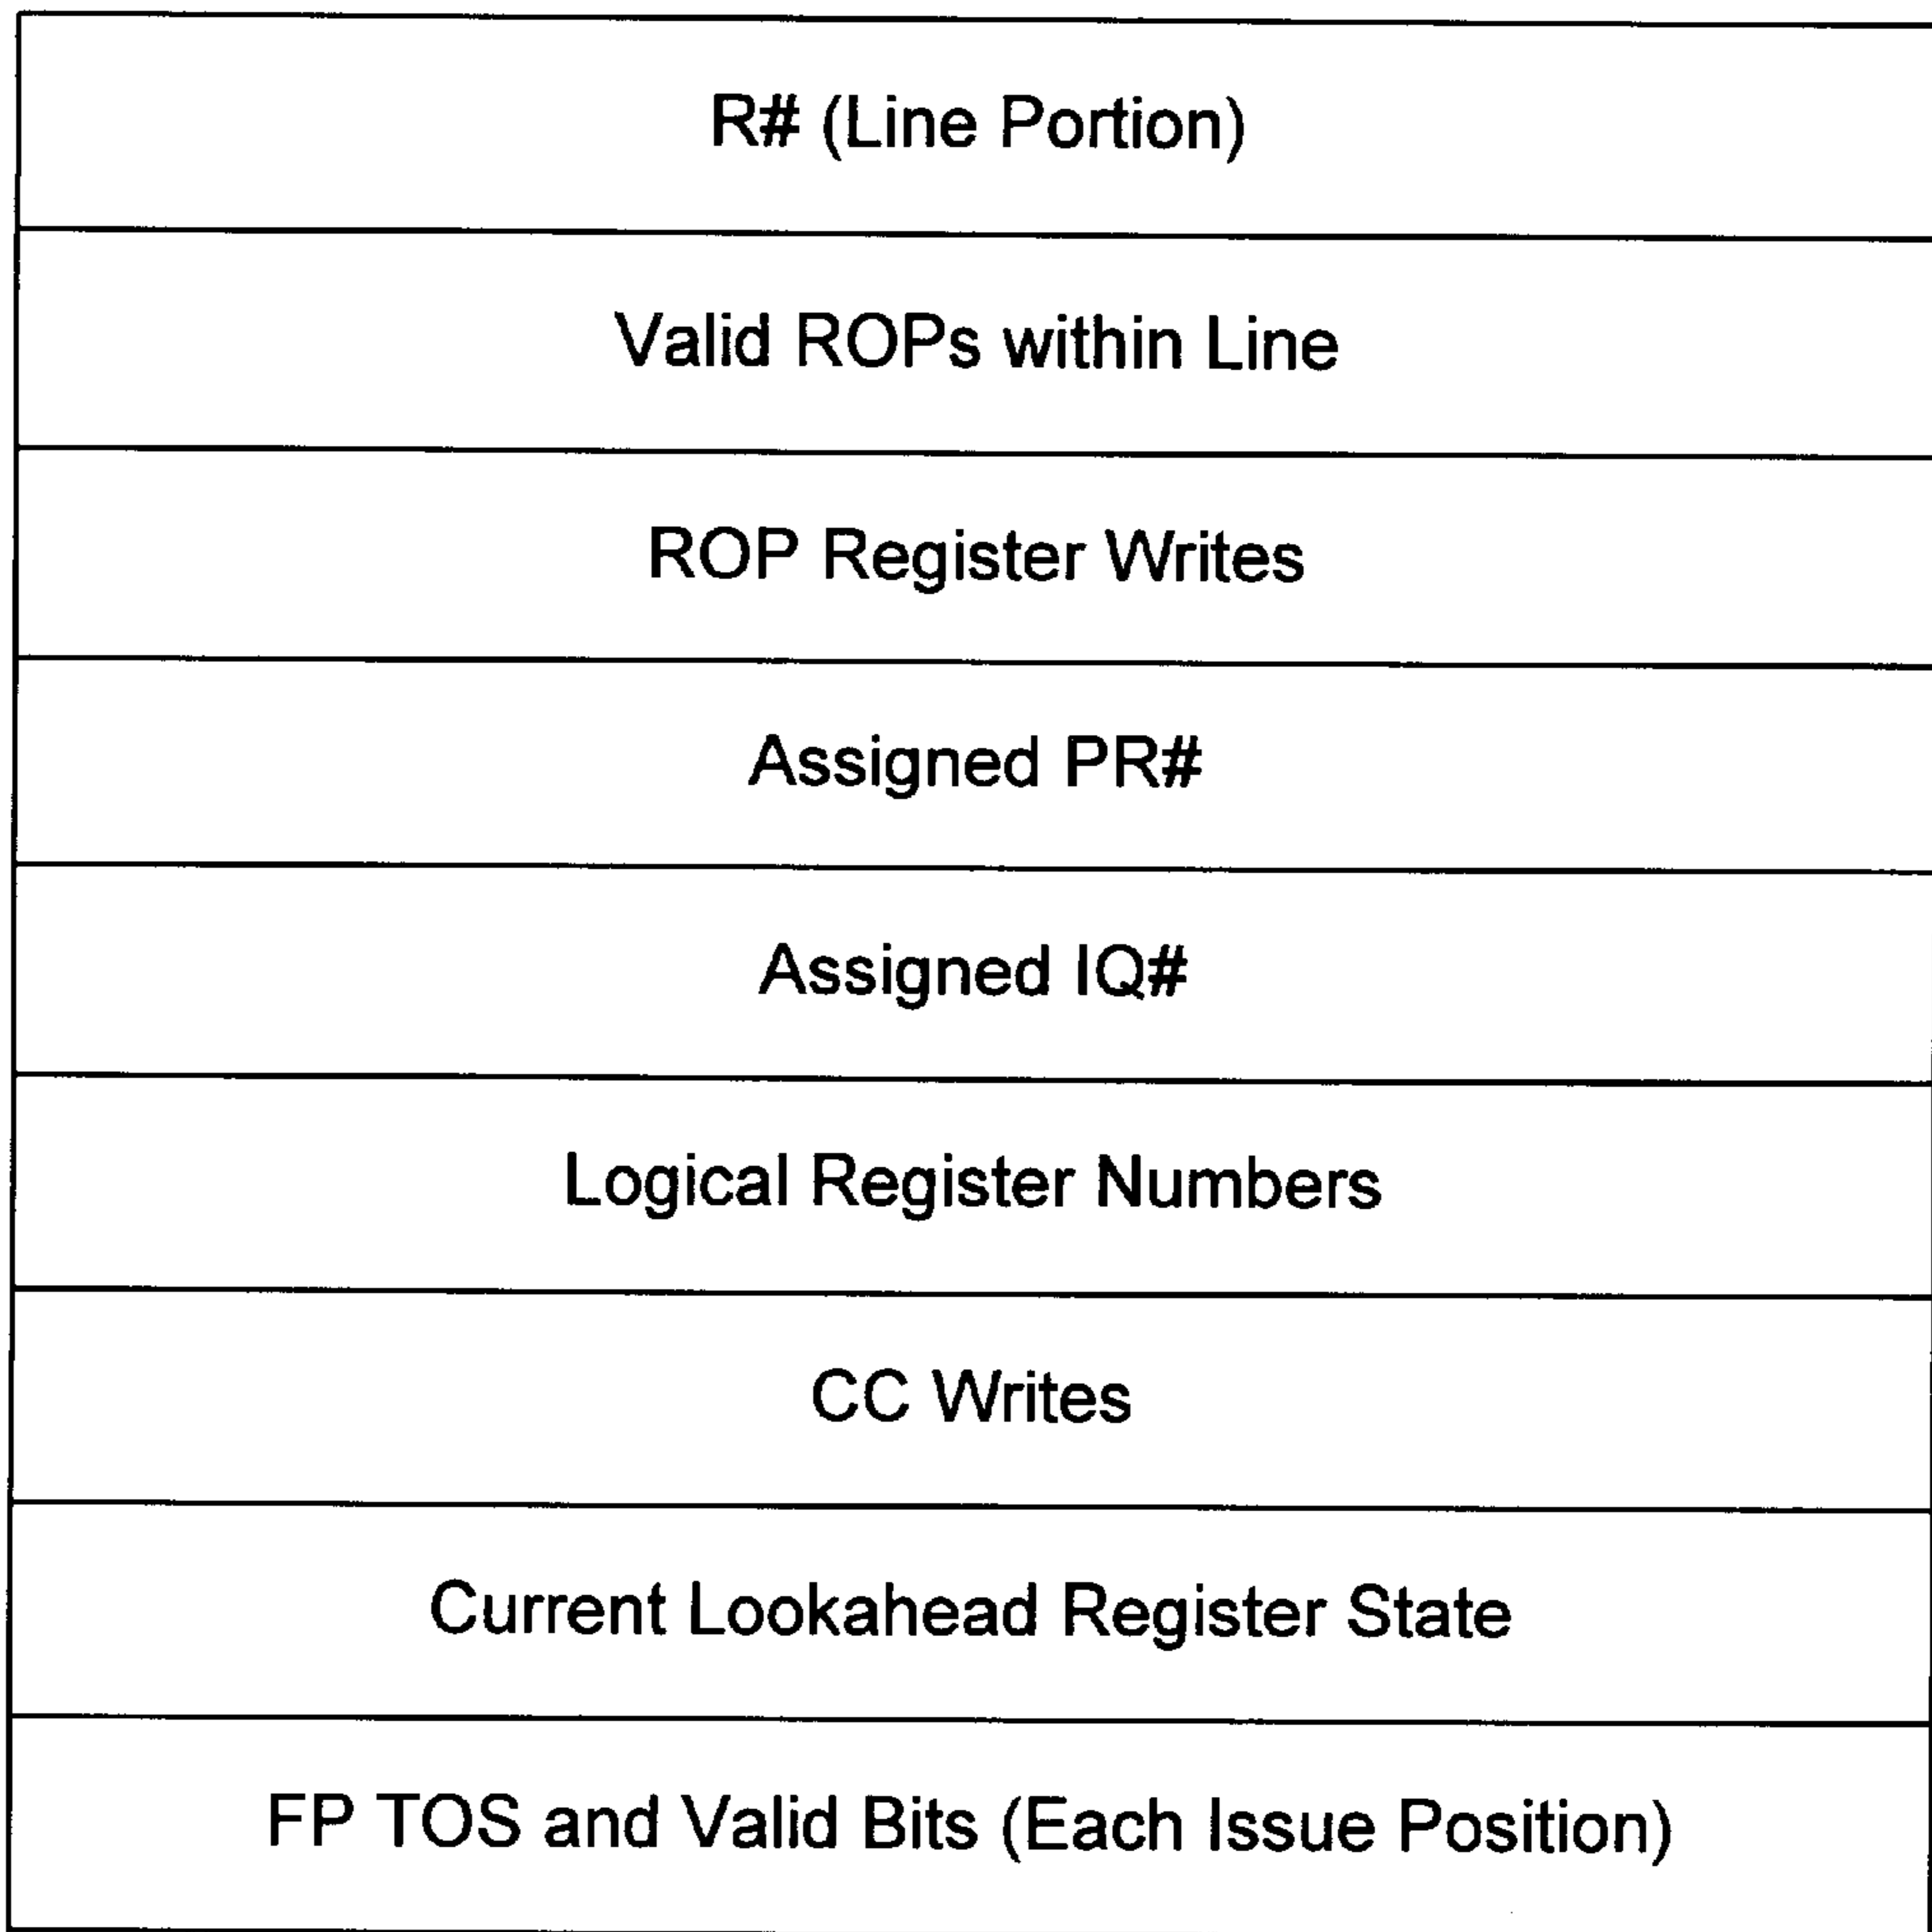 R# (Line Portion)
Valid ROPs within Line
ROP Register Writes
Assigned PR#
Assigned IQ#
Logical Register Numbers
CC Writes
Current Lookahead Register State
FP TOS and Valid Bits (Each Issue Position)